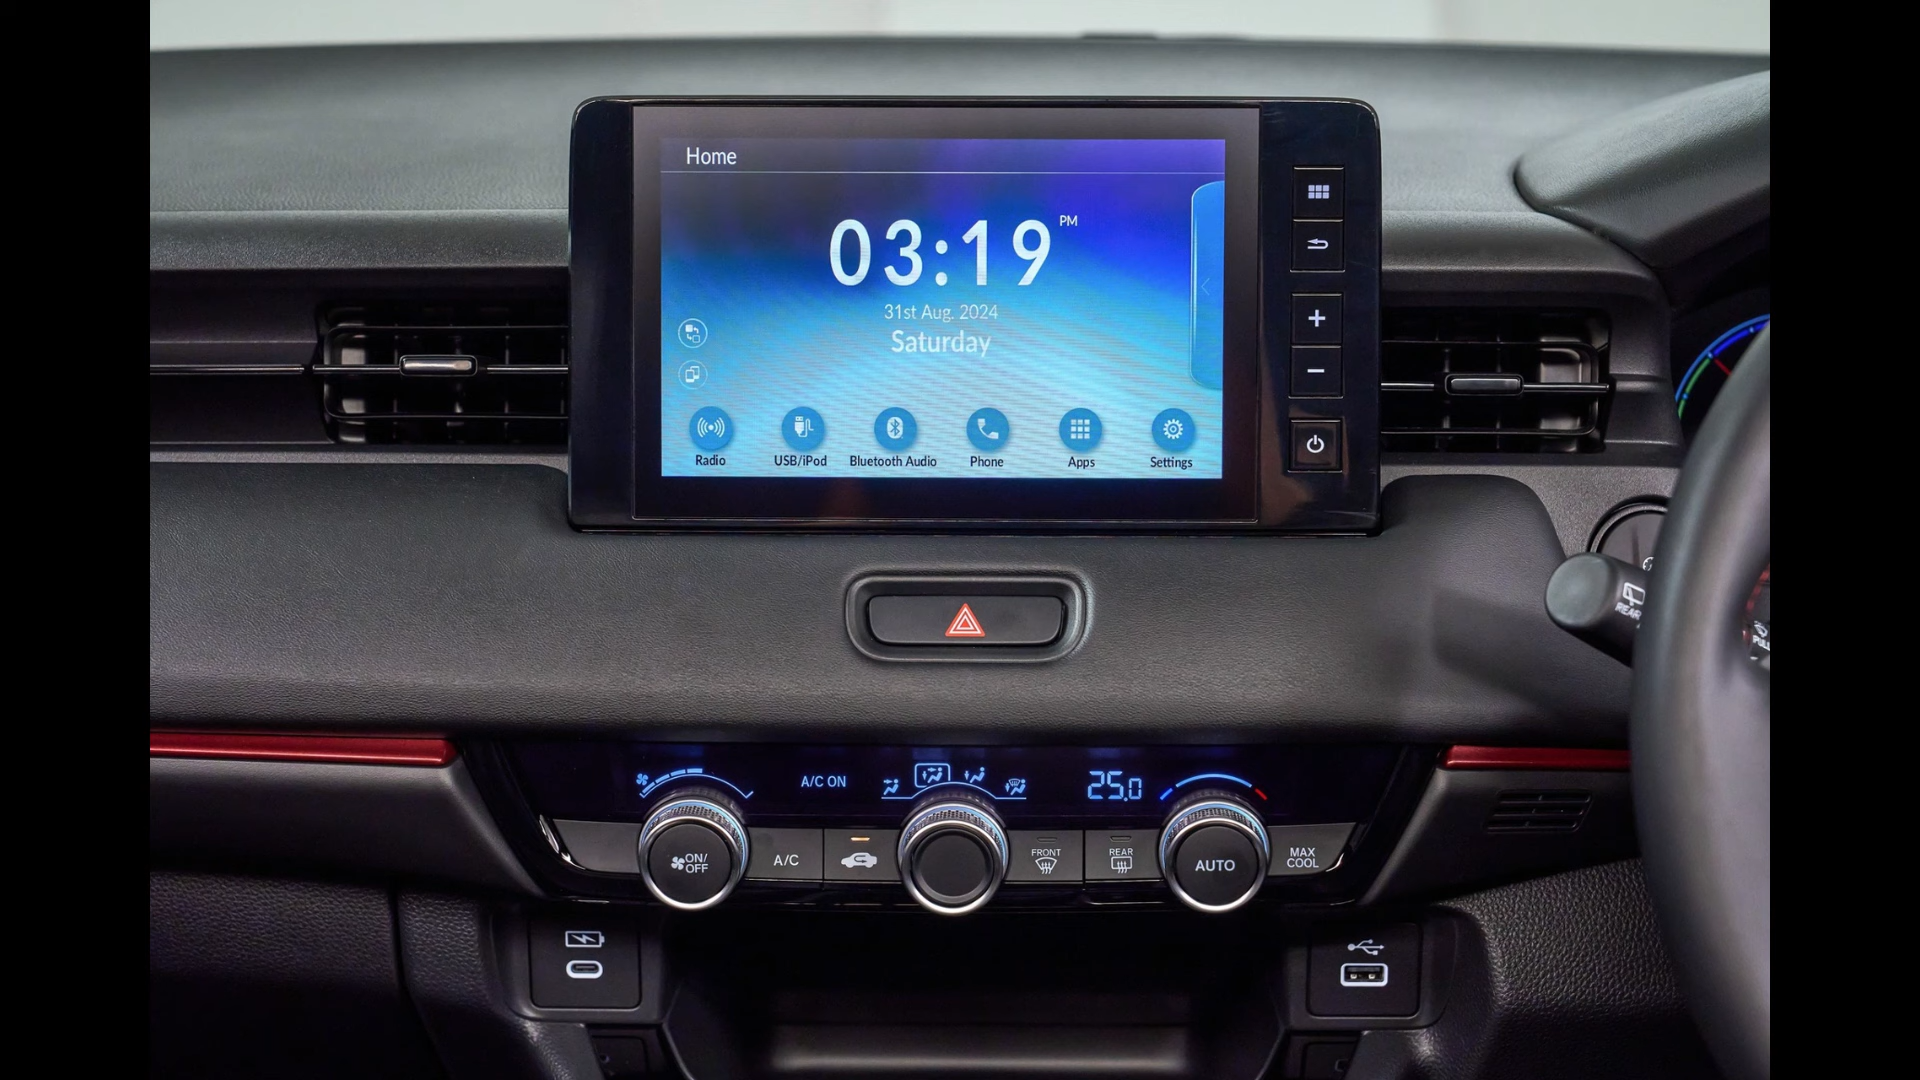 Home
03:19 PM
31st Aug. 2024
Saturday
Radio
USB/iPod
Bluetooth Audio
Phone
Apps
Settings
REAR
A/C ON
25.0
ON/
OFF
A/C
FRONT
REAR
AUTO
MAX
COOL